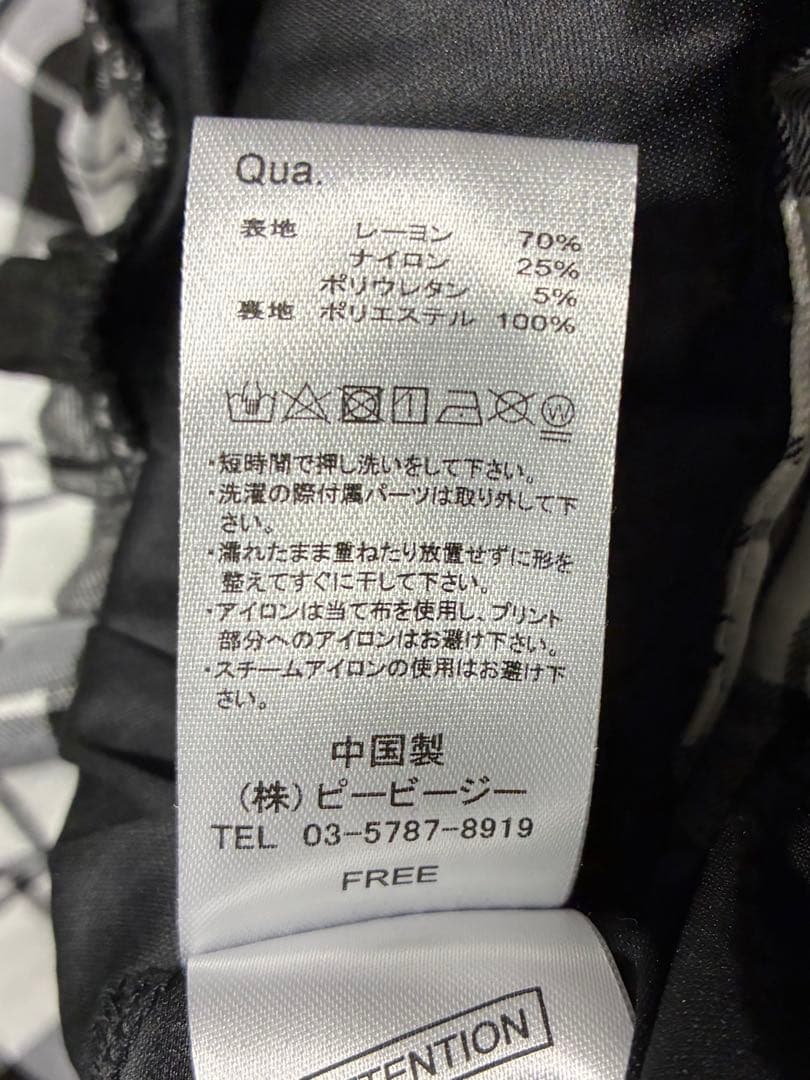 Qua.
表地 レーヨン 70%
ナイロン 25%
ポリウレタン 5%
裏地 ポリエステル 100%
W
・短時間で押し洗いをして下さい。
・洗濯の際付属パーツは取り外して下
さい。
・濡れたまま重ねたり放置せずに形を
整えてすぐに干して下さい。
・アイロンは当て布を使用し、プリント
部分へのアイロンはお避け下さい。
・スチームアイロンの使用はお避け下
さい。
中国製
(株)ピービージー
TEL 03-5787-8919
FREE
TENTION